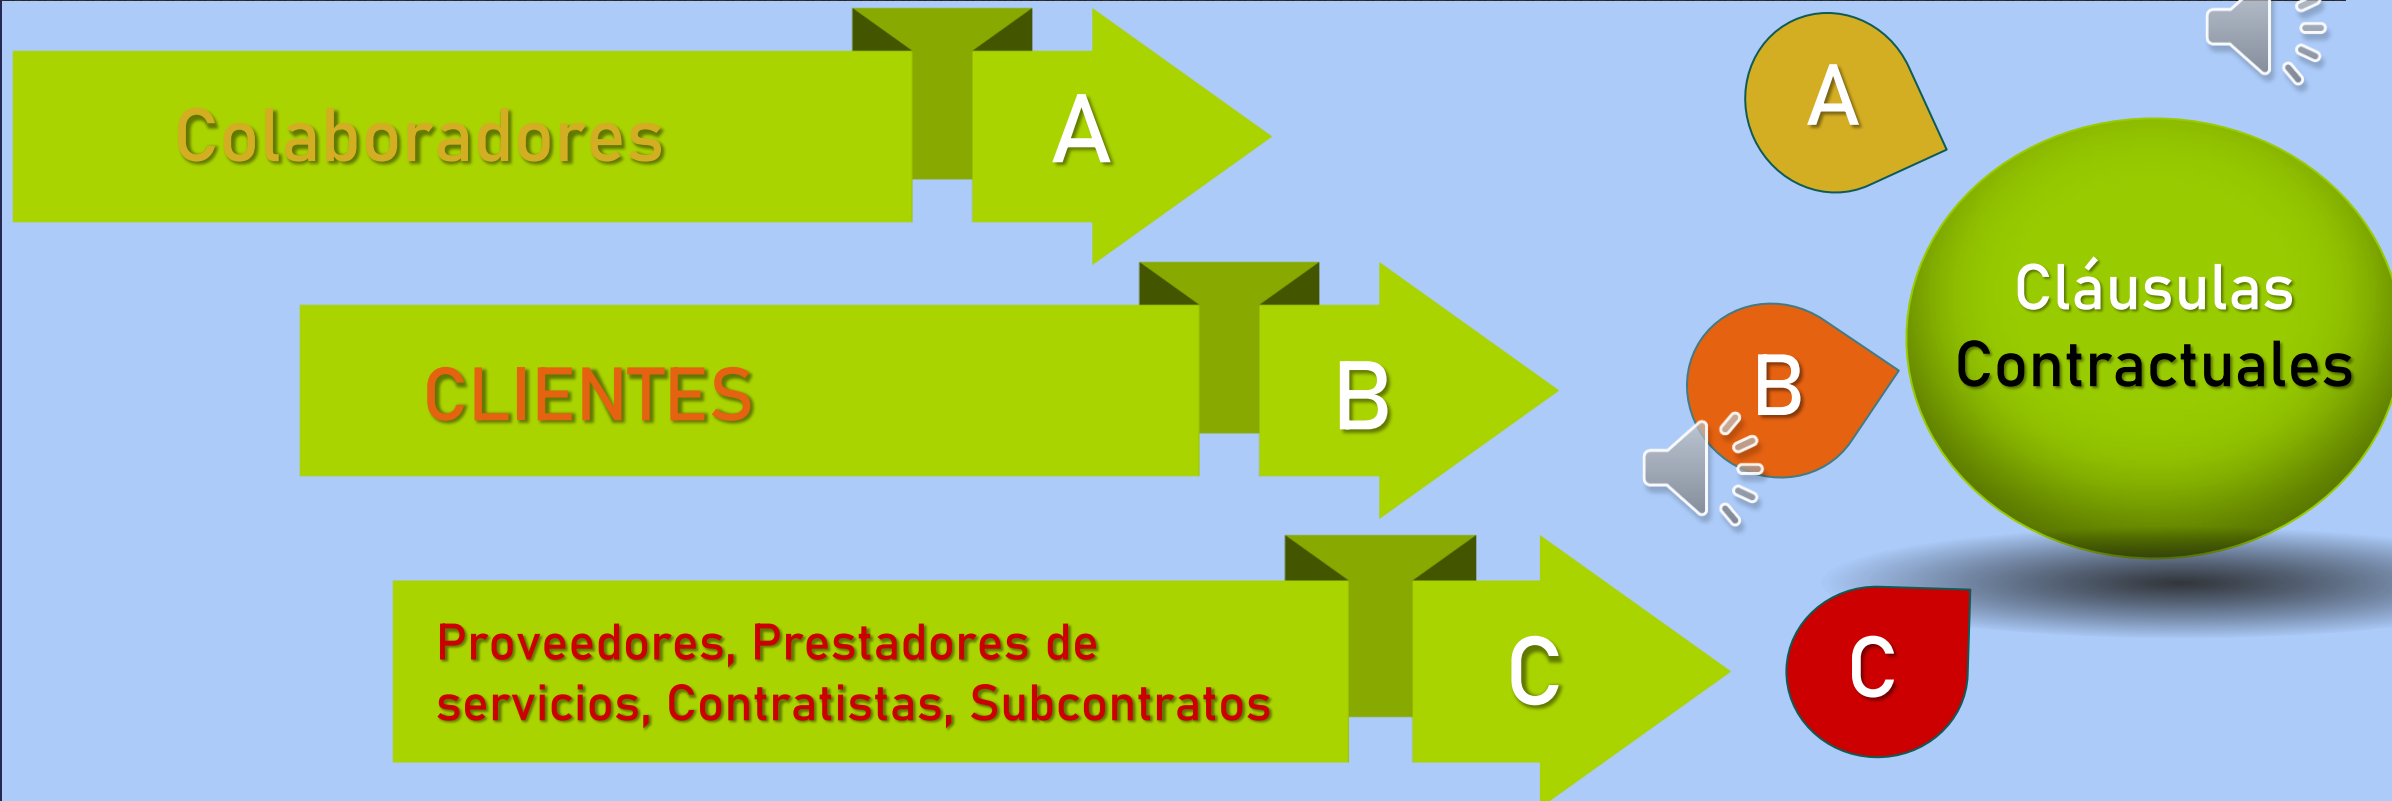 Colaboradores
A
A
Cláusulas
Contractuales
CLIENTES
B
B
Proveedores, Prestadores de
servicios, Contratistas, Subcontratos
C
C